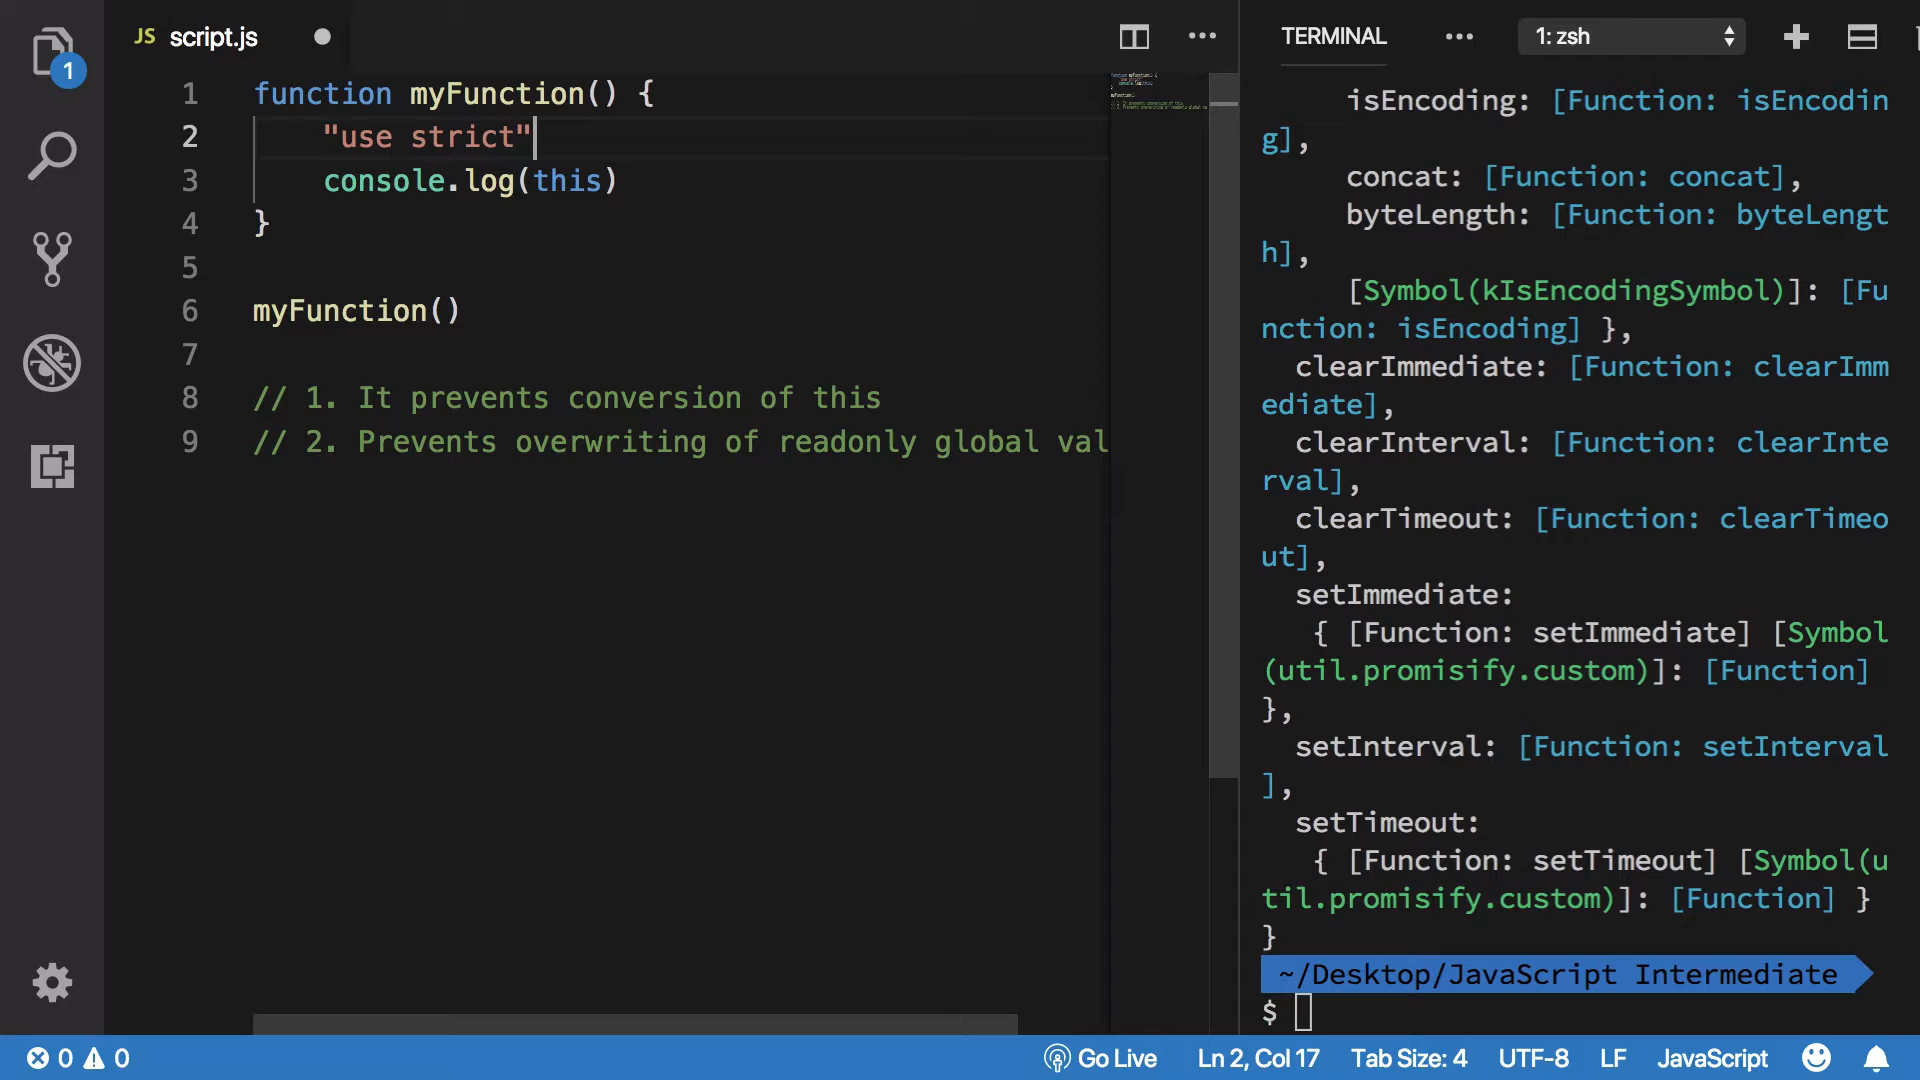 JS script.js
1 function myFunction() {
2 "use strict"
3 console.log(this)
4 }
5
6 myFunction()
7
8 // 1. It prevents conversion of this
9 // 2. Prevents overwriting of readonly global val
1
TERMINAL
1: zsh
isEncoding: [Function: isEncodin
g],
concat: [Function: concat],
byteLength: [Function: byteLengt
h],
[Symbol(kIsEncodingSymbol)]: [Fu
nction: isEncoding] },
clearImmediate: [Function: clearImm
ediate],
clearInterval: [Function: clearInte
rval],
clearTimeout: [Function: clearTimeo
ut],
setImmediate:
{ [Function: setImmediate] [Symbol
(util.promisify.custom)]: [Function]
},
setInterval: [Function: setInterval
],
setTimeout:
{ [Function: setTimeout] [Symbol(u
til.promisify.custom)]: [Function] }
}
~/Desktop/JavaScript Intermediate
$
0 0 Go Live Ln 2, Col 17 Tab Size: 4 UTF-8 LF JavaScript